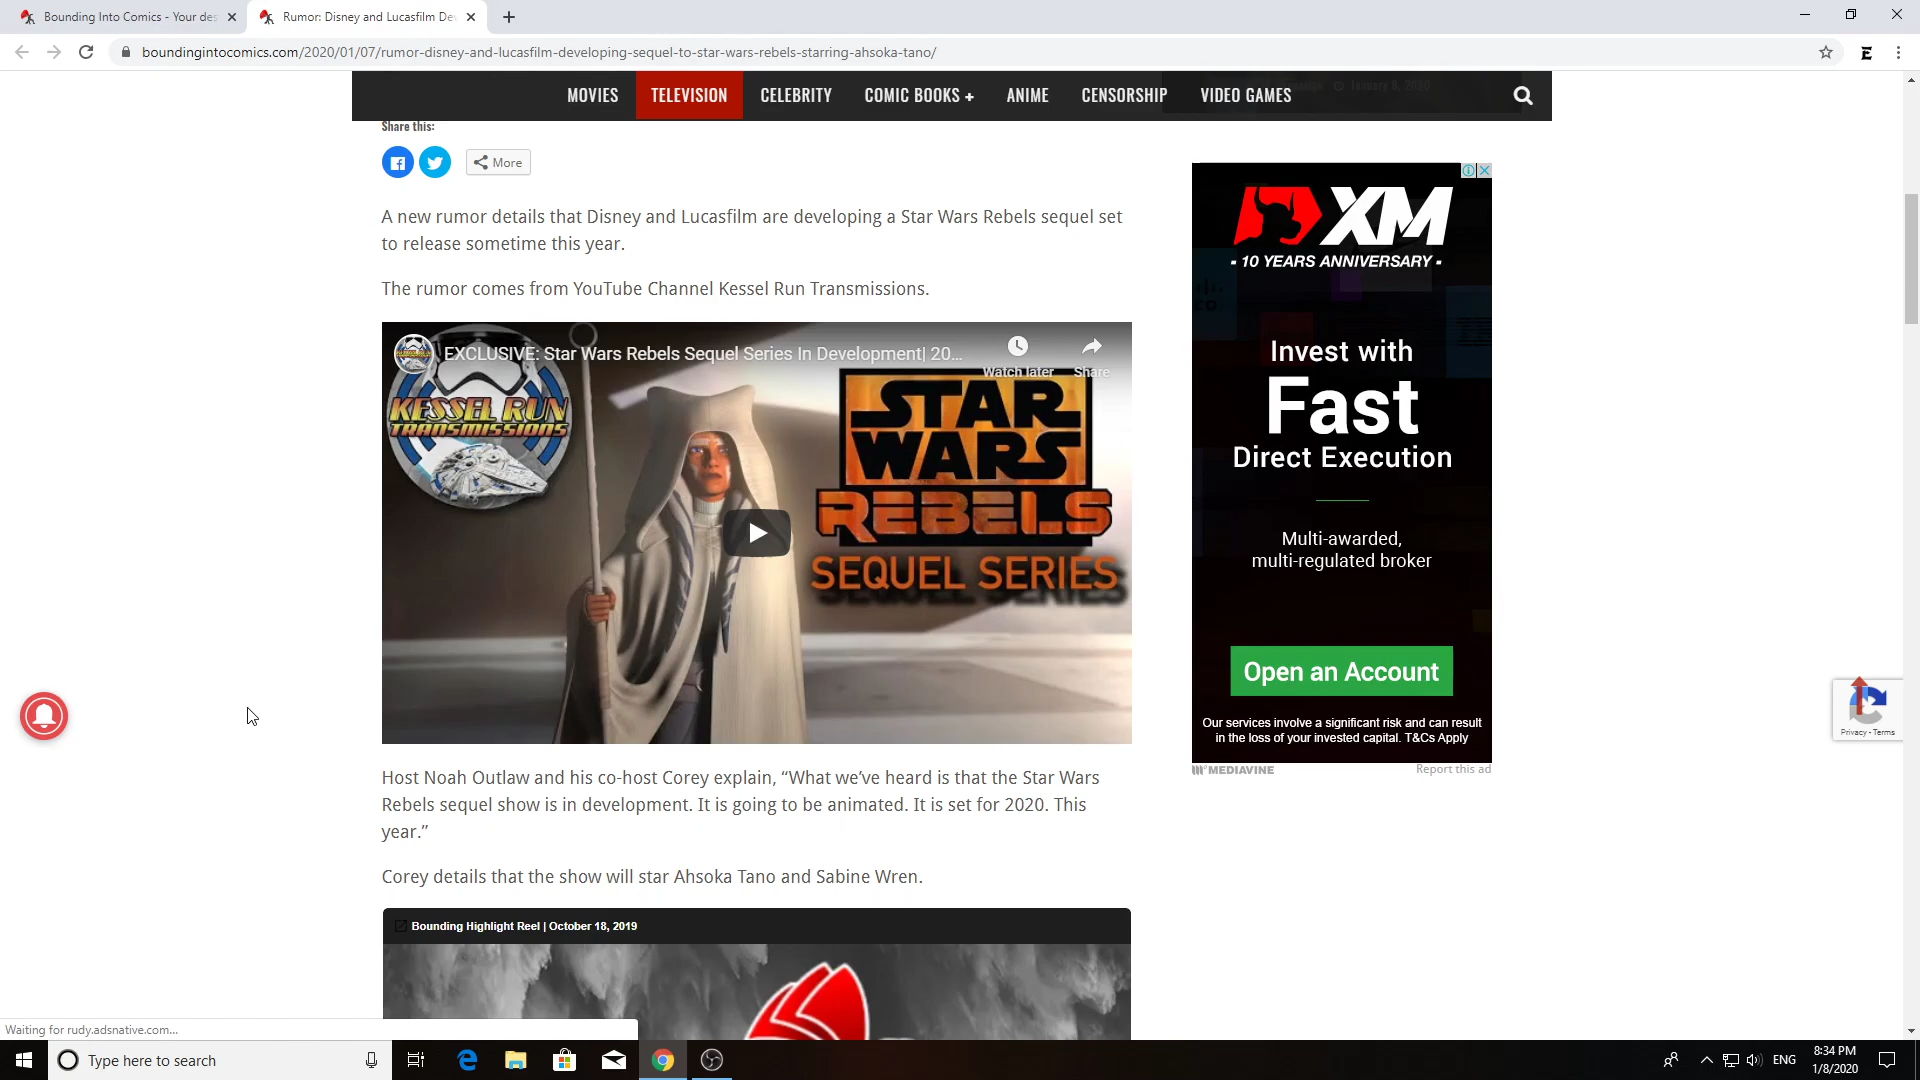 Bounding Into Comics - Your des
Rumor: Disney and Lucasfilm De
boundingintocomics.com/2020/01/07/rumor-disney-and-lucasfilm-developing-sequel-to-star-wars-rebels-starring-ahsoka-tano/
January 8, 2020
MOVIES TELEVISION CELEBRITY COMIC BOOKS + ANIME CENSORSHIP VIDEO GAMES
Share this:
More
A new rumor details that Disney and Lucasfilm are developing a Star Wars Rebels sequel set
to release sometime this year.
The rumor comes from YouTube Channel Kessel Run Transmissions.
EXCLUSIVE: Star Wars Rebels Sequel Series In Development| 20...
Watch later Share
KESSEL RUN
TRANSMISSIONS
STAR
WARS
REBELS
SEQUEL SERIES
Host Noah Outlaw and his co-host Corey explain, “What we’ve heard is that the Star Wars
Rebels sequel show is in development. It is going to be animated. It is set for 2020. This
year.”
Corey details that the show will star Ahsoka Tano and Sabine Wren.
Bounding Highlight Reel | October 18, 2019
XM
- 10 YEARS ANNIVERSARY -
Invest with
Fast
Direct Execution
Multi-awarded,
multi-regulated broker
Open an Account
Our services involve a significant risk and can result
in the loss of your invested capital. T&Cs Apply
MEDIAVINE
Report this ad
Privacy - Terms
Waiting for rudy.adsnative.com...
Type here to search
ENG
8:34 PM
1/8/2020